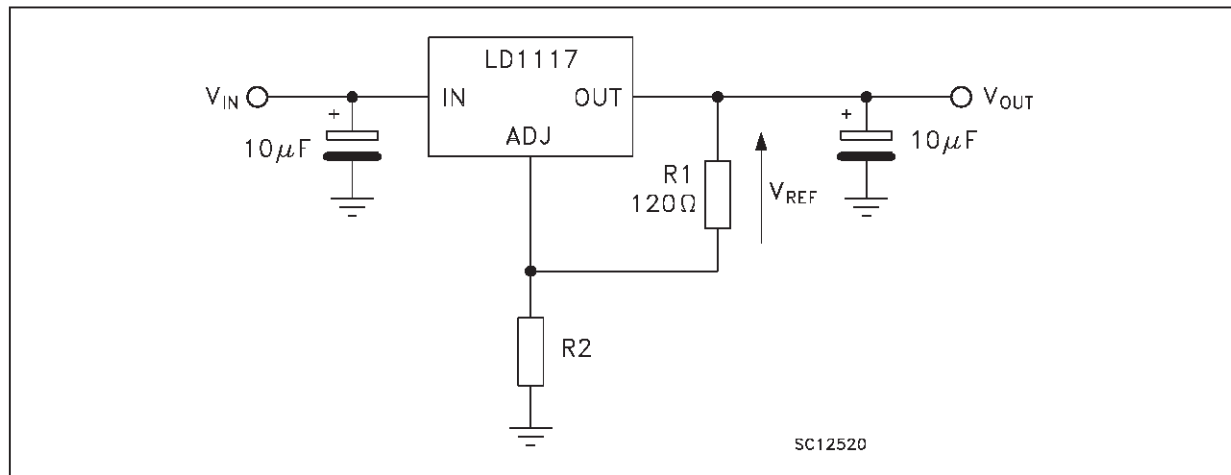 LD1117
V_IN
IN
OUT
V_OUT
+
10μF
ADJ
+
10μF
R1
120Ω
V_REF
R2
SC12520